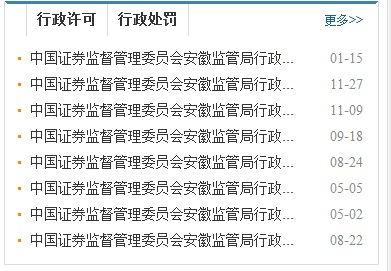 行政许可 行政处罚 更多>>
中国证券监督管理委员会安徽监管局行政... 01-15
中国证券监督管理委员会安徽监管局行政... 11-27
中国证券监督管理委员会安徽监管局行政... 11-09
中国证券监督管理委员会安徽监管局行政... 09-18
中国证券监督管理委员会安徽监管局行政... 08-24
中国证券监督管理委员会安徽监管局行政... 05-05
中国证券监督管理委员会安徽监管局行政... 05-02
中国证券监督管理委员会安徽监管局行政... 08-22